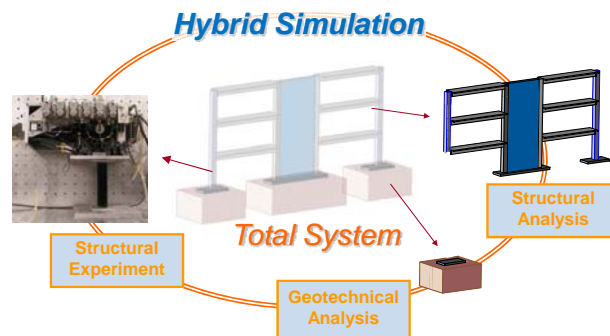 Hybrid Simulation
Total System
Structural
Analysis
Structural
Experiment
Geotechnical
Analysis